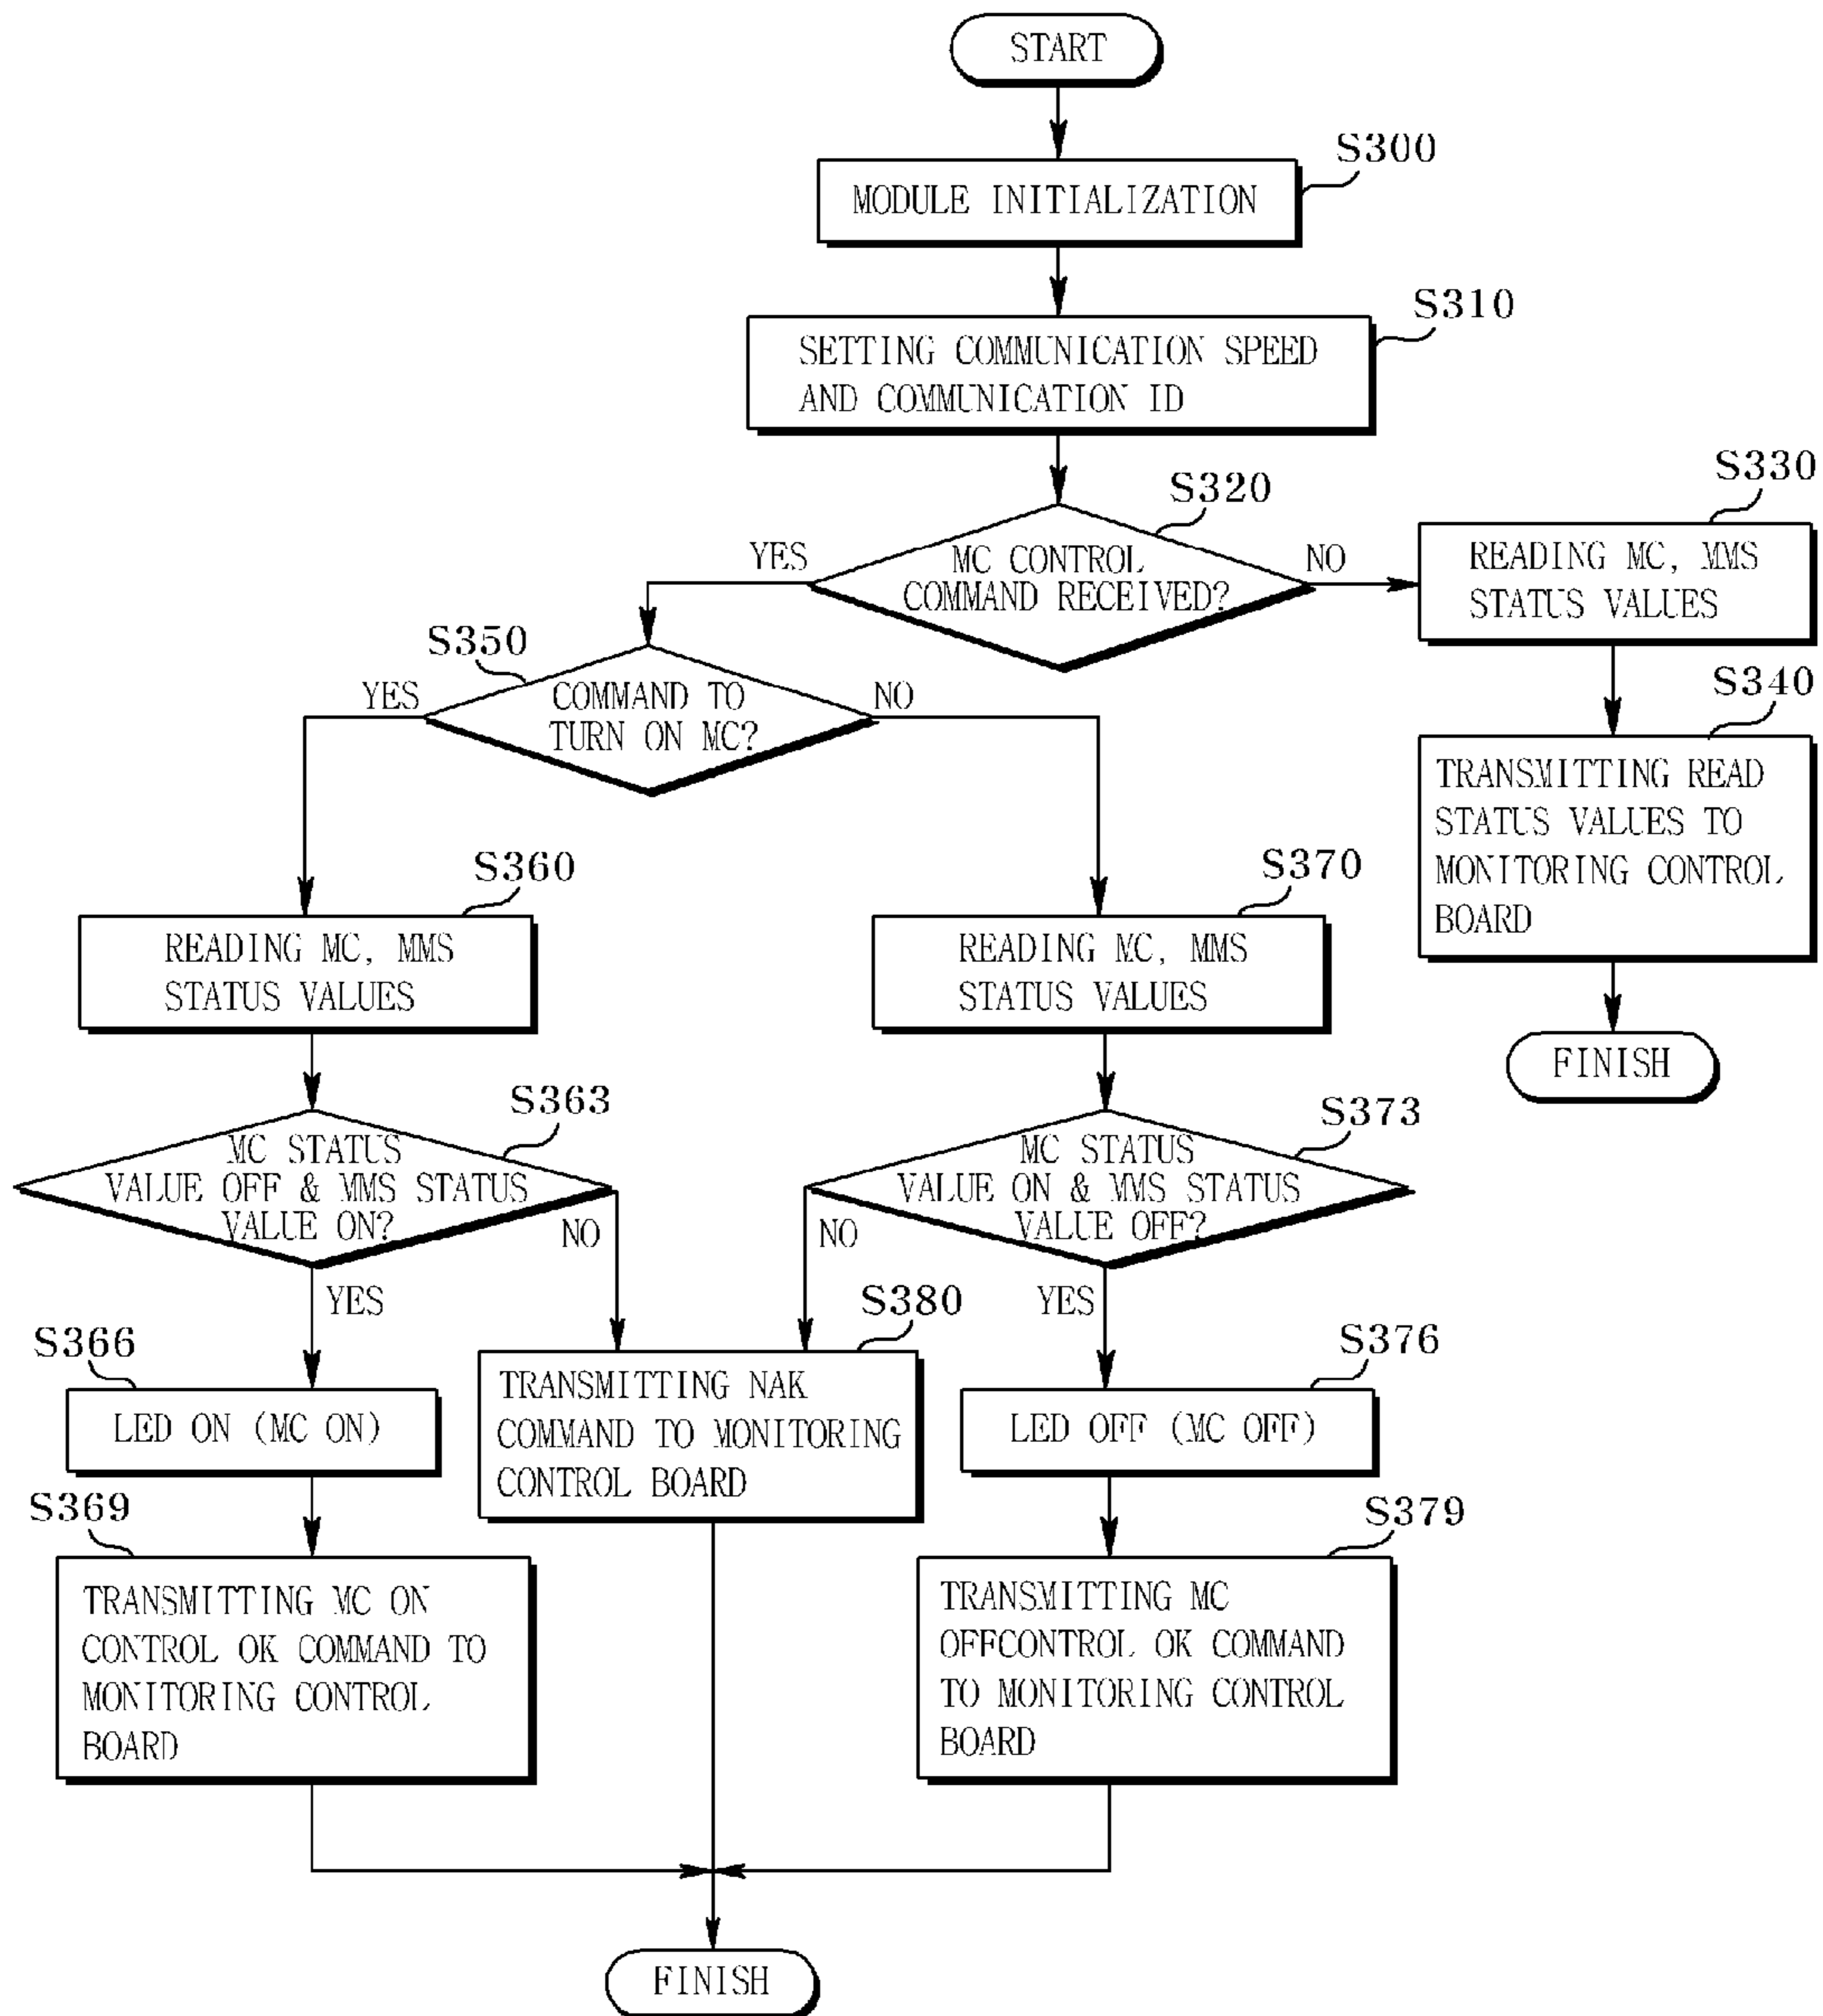 START
S300
MODULE INITIALIZATION
S310
SETTING COMMUNICATION SPEED
AND COMMUNICATION ID
S320
MC CONTROL
COMMAND RECEIVED?
YES
NO
S330
READING MC, MMS
STATUS VALUES
S340
TRANSMITTING READ
STATUS VALUES TO
MONITORING CONTROL
BOARD
FINISH
S350
COMMAND TO
TURN ON MC?
YES
NO
S360
READING MC, MMS
STATUS VALUES
S370
READING MC, MMS
STATUS VALUES
S363
MC STATUS
VALUE OFF & MMS STATUS
VALUE ON?
NO
YES
S373
MC STATUS
VALUE ON & MMS STATUS
VALUE OFF?
NO
YES
S366
LED ON (MC ON)
S380
TRANSMITTING NAK
COMMAND TO MONITORING
CONTROL BOARD
S376
LED OFF (MC OFF)
S369
TRANSMITTING MC ON
CONTROL OK COMMAND TO
MONITORING CONTROL
BOARD
S379
TRANSMITTING MC
OFFCONTROL OK COMMAND
TO MONITORING CONTROL
BOARD
FINISH